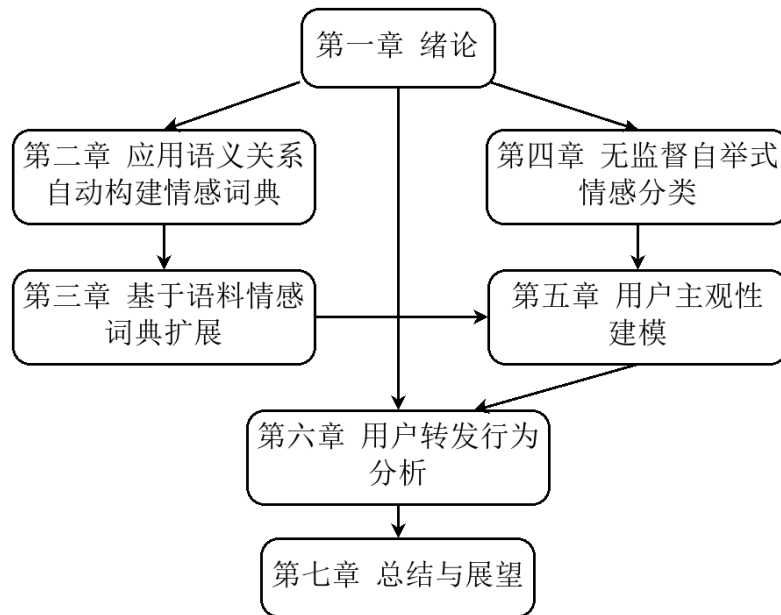 第一章 绪论
第二章 应用语义关系
自动构建情感词典
第四章 无监督自举式
情感分类
第三章 基于语料情感
词典扩展
第五章 用户主观性
建模
第六章 用户转发行为
分析
第七章 总结与展望